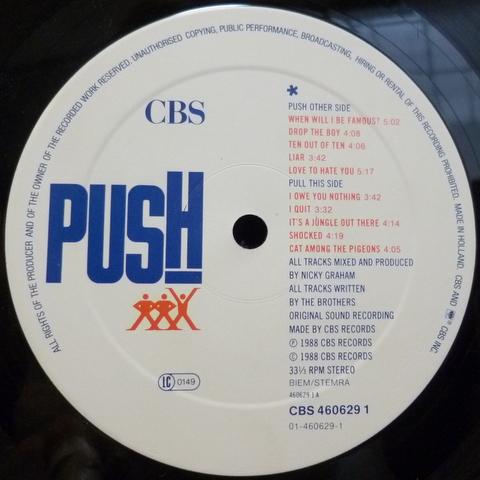 ALL RIGHTS OF THE PRODUCER AND OF THE OWNER OF THE RECORDED WORK RESERVED. UNAUTHORISED COPYING, PUBLIC PERFORMANCE, BROADCASTING, HIRING OR RENTAL OF THIS RECORDING PROHIBITED. MADE IN HOLLAND. CBS AND ® CBS INC.
CBS
PUSH
LC 0149
*
PUSH OTHER SIDE
WHEN WILL I BE FAMOUS? 5:02
DROP THE BOY 4:08
TEN OUT OF TEN 4:06
LIAR 3:42
LOVE TO HATE YOU 5:17
PULL THIS SIDE
I OWE YOU NOTHING 3:42
I QUIT 3:32
IT'S A JUNGLE OUT THERE 4:14
SHOCKED 4:19
CAT AMONG THE PIGEONS 4:05
ALL TRACKS MIXED AND PRODUCED
BY NICKY GRAHAM
ALL TRACKS WRITTEN
BY THE BROTHERS
ORIGINAL SOUND RECORDING
MADE BY CBS RECORDS
℗ 1988 CBS RECORDS
© 1988 CBS RECORDS
33⅓ RPM STEREO
BIEM/STEMRA
460629 1 A
CBS 460629 1
01-460629-1